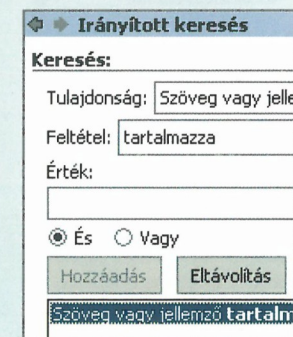 Irányított keresés
Keresés:
Tulajdonság: Szöveg vagy jelle
Feltétel: tartalmazza
Érték:
És Vagy
Hozzáadás Eltávolítás
Szöveg vagy jellemző tartalm